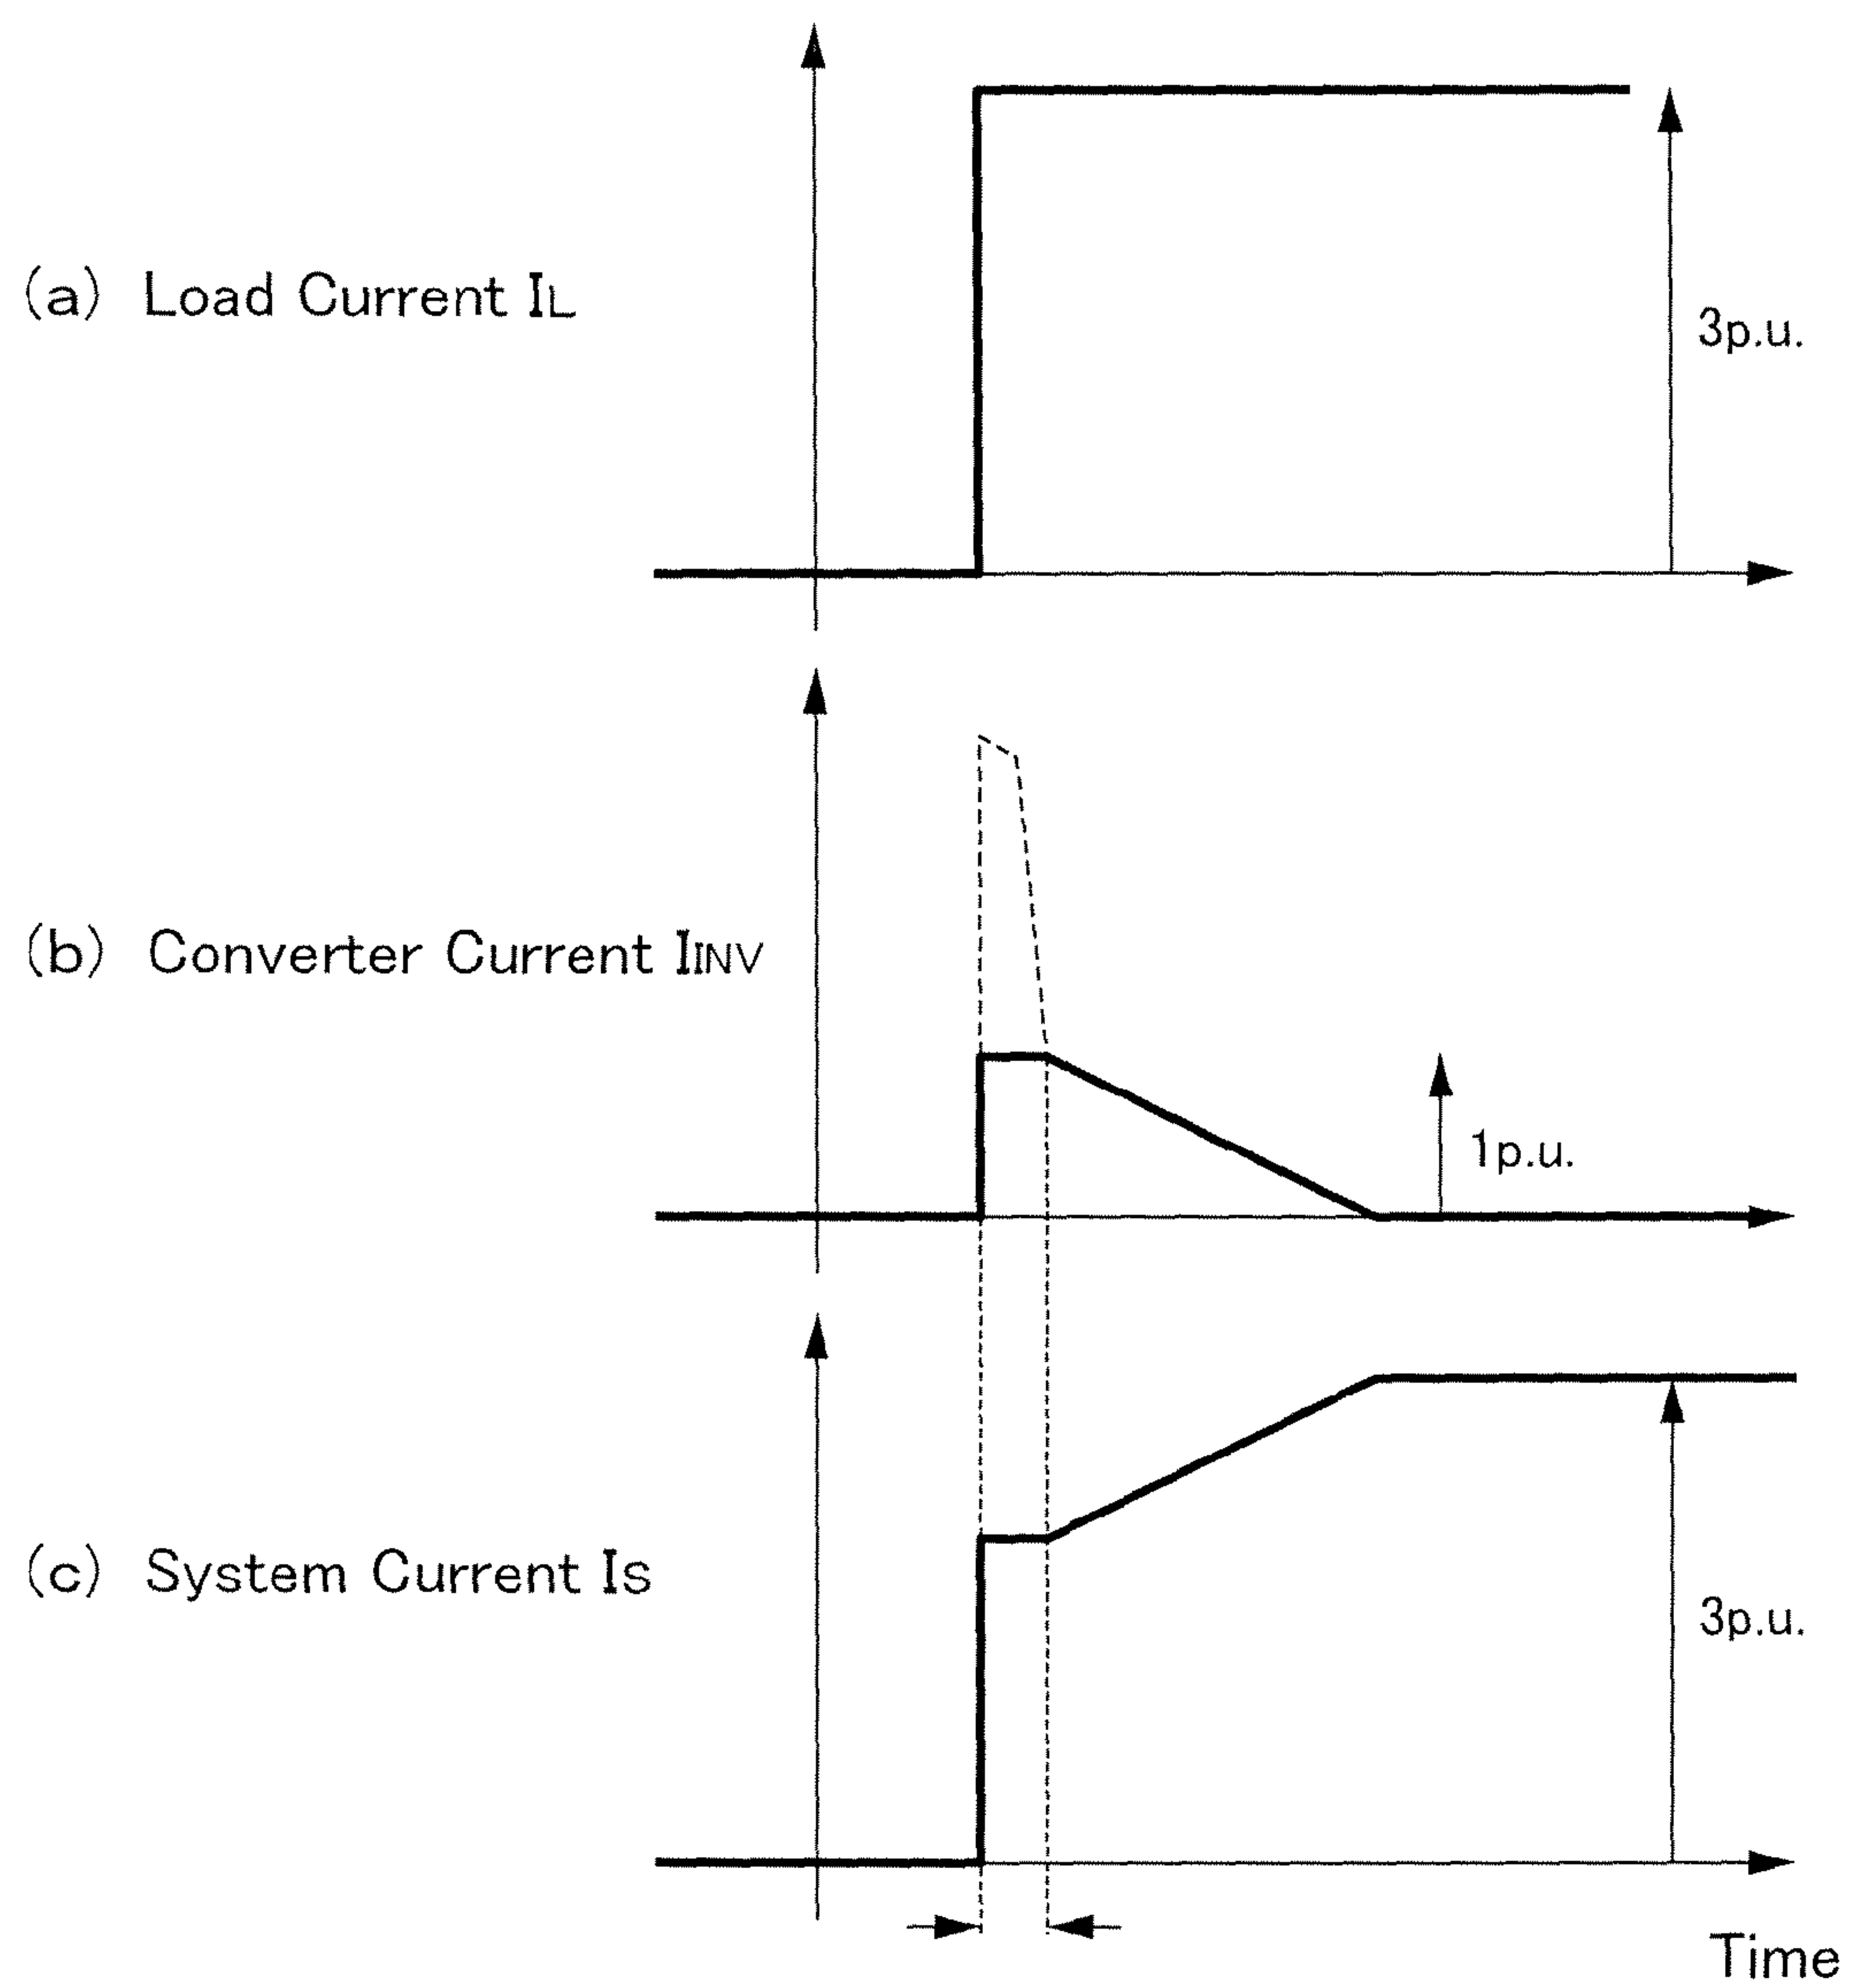 (a) Load Current IL
3p.u.
(b) Converter Current IINV
1p.u.
(c) System Current IS
3p.u.
Time